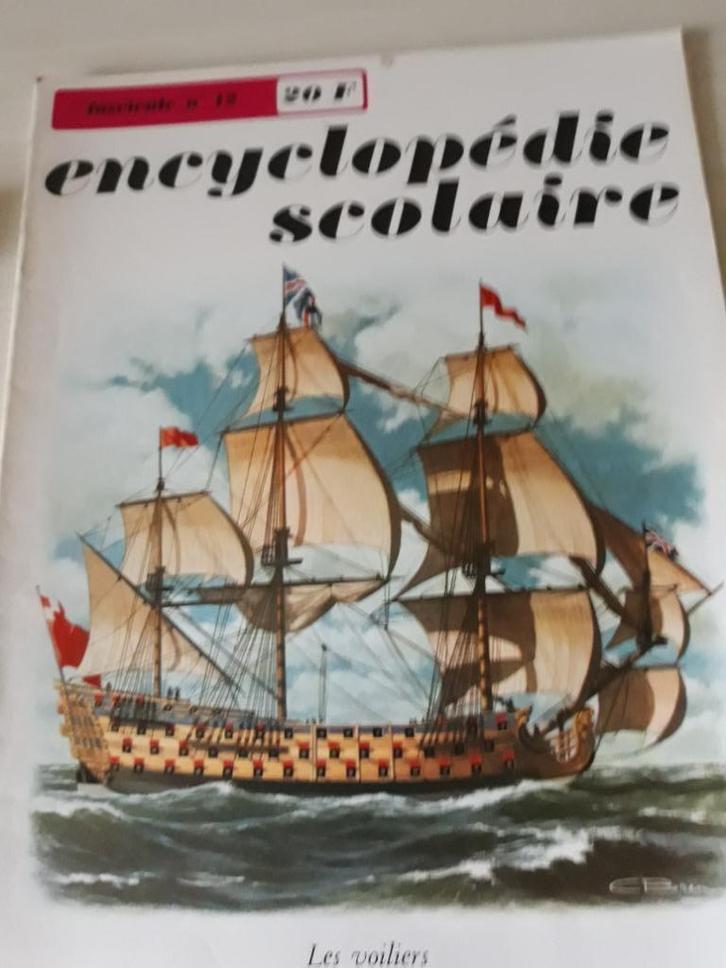 fascicule n° 12
20 F
encyclopédie
scolaire
Les voiliers